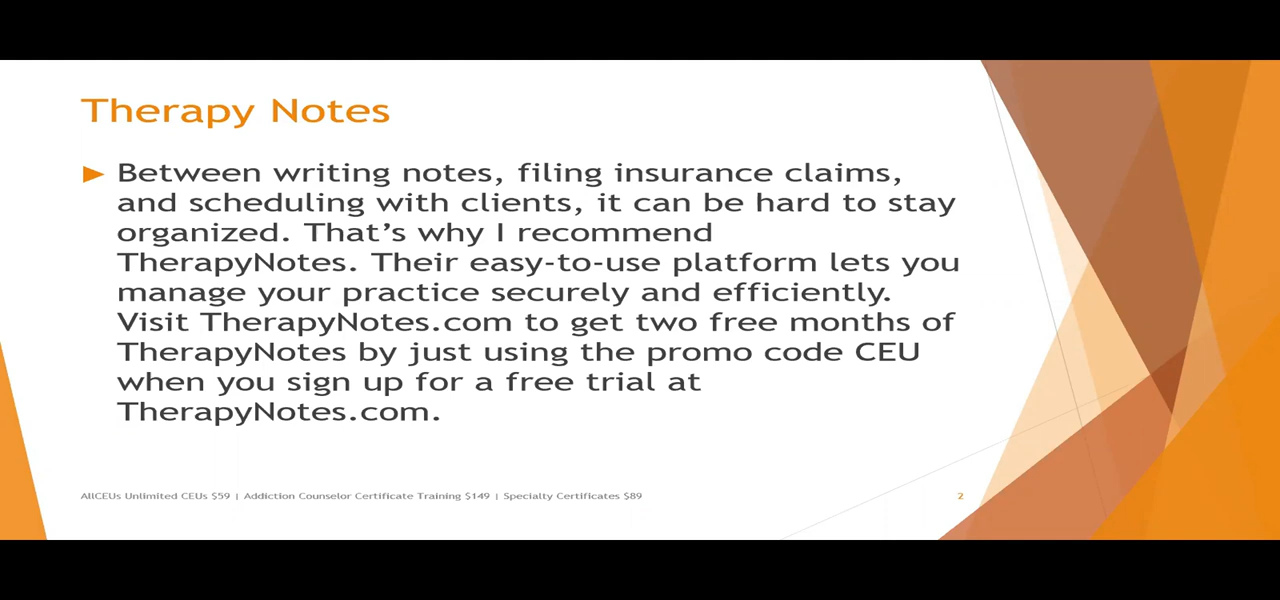 Therapy Notes
Between writing notes, filing insurance claims,
and scheduling with clients, it can be hard to stay
organized. That’s why I recommend
TherapyNotes. Their easy-to-use platform lets you
manage your practice securely and efficiently.
Visit TherapyNotes.com to get two free months of
TherapyNotes by just using the promo code CEU
when you sign up for a free trial at
TherapyNotes.com.
AllCEUs Unlimited CEUs $59 | Addiction Counselor Certificate Training $149 | Specialty Certificates $89
2